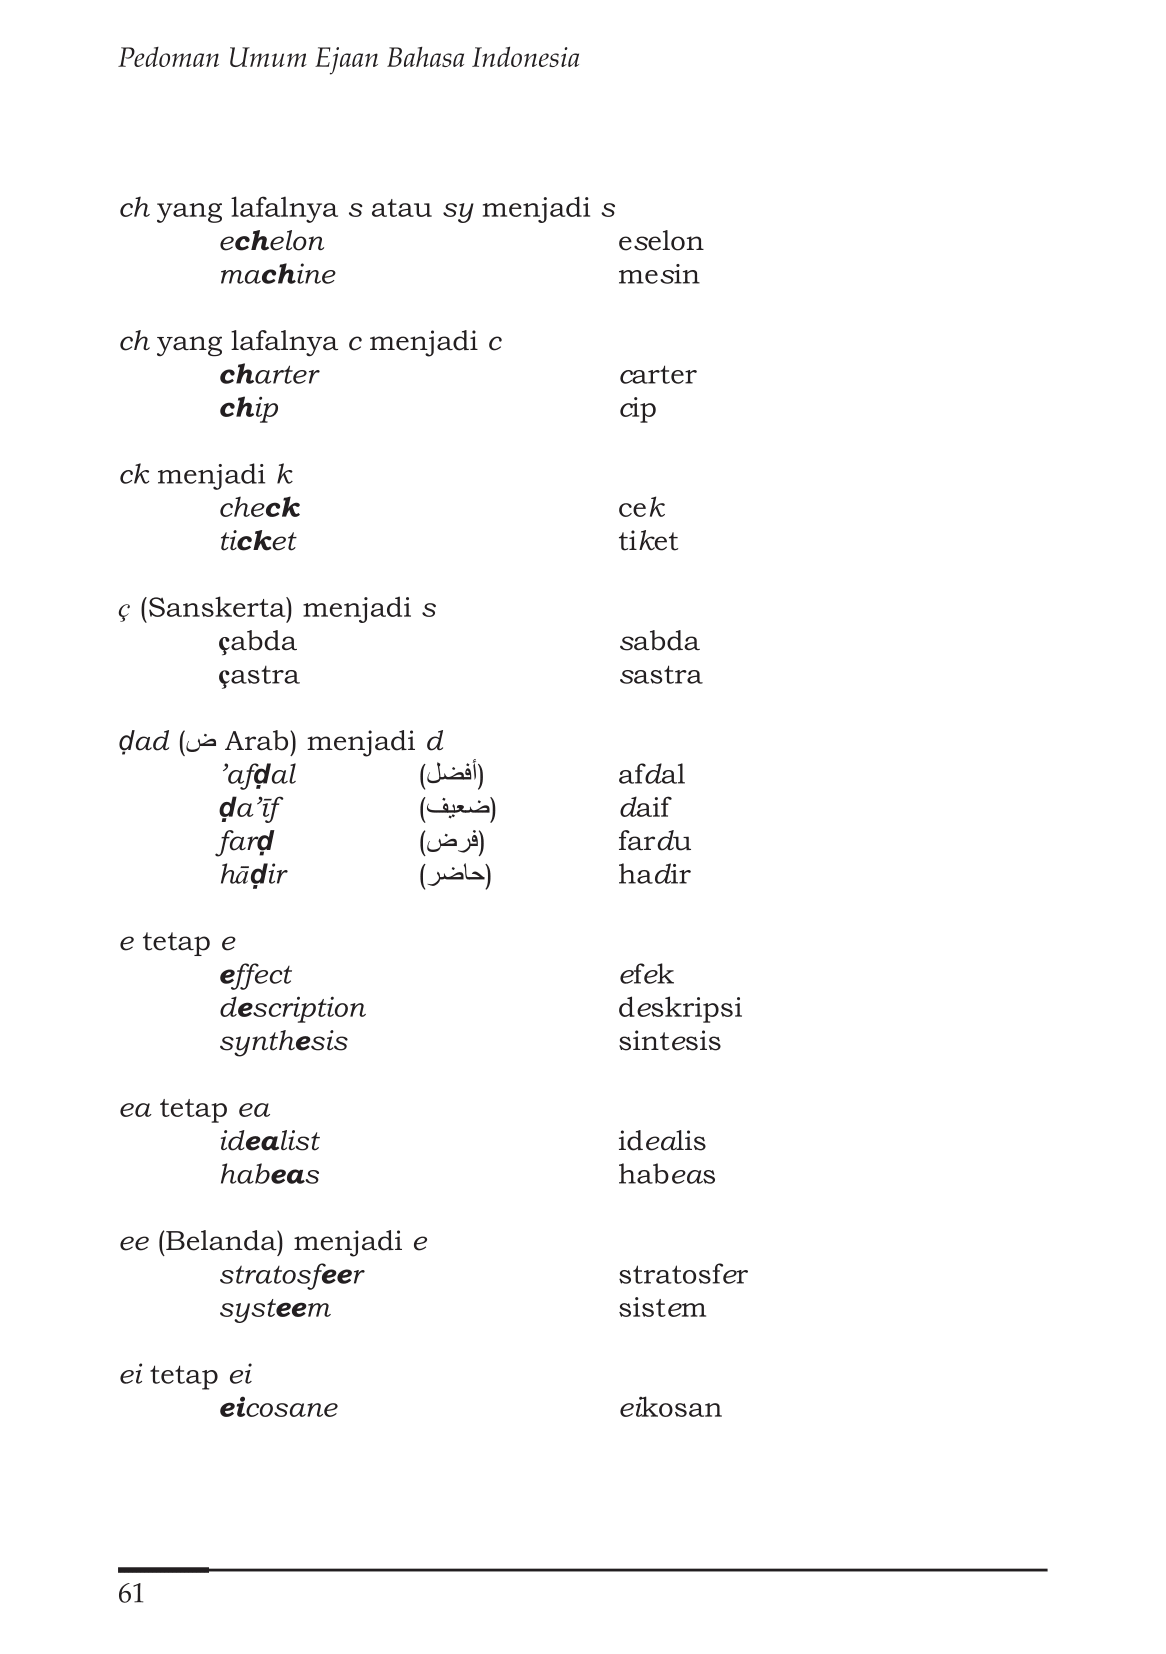 Pedoman Umum Ejaan Bahasa Indonesia
ch yang lafalnya s atau sy menjadi s
echelon eselon
machine mesin
ch yang lafalnya c menjadi c
charter carter
chip cip
ck menjadi k
check cek
ticket tiket
ç (Sanskerta) menjadi s
çabda sabda
çastra sastra
ḍad (ض Arab) menjadi d
’afḍal (أفضل) afdal
ḍa’īf (ضعيف) daif
farḍ (فرض) fardu
hāḍir (حاضر) hadir
e tetap e
effect efek
description deskripsi
synthesis sintesis
ea tetap ea
idealist idealis
habeas habeas
ee (Belanda) menjadi e
stratosfeer stratosfer
systeem sistem
ei tetap ei
eicosane eikosan
61